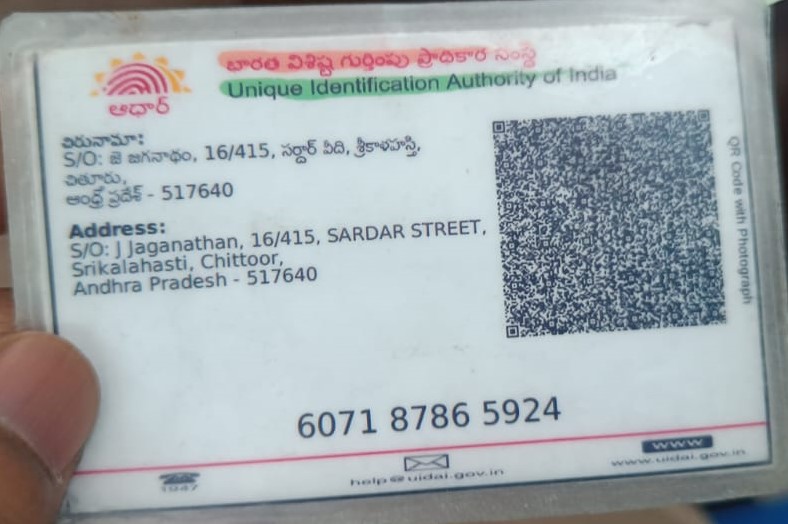 ఆధార్
భారత విశిష్ట గుర్తింపు ప్రాధికార సంస్థ
Unique Identification Authority of India
చిరునామా:
S/O: జె జగనాథం, 16/415, సర్దార్ వీది, శ్రీకాళహస్తి,
చితూరు,
ఆంధ్ర ప్రదేశ్ - 517640
Address:
S/O: J Jaganathan, 16/415, SARDAR STREET,
Srikalahasti, Chittoor,
Andhra Pradesh - 517640
QR Code with Photograph
6071 8786 5924
1947
help@uidai.gov.in
www
www.uidai.gov.in